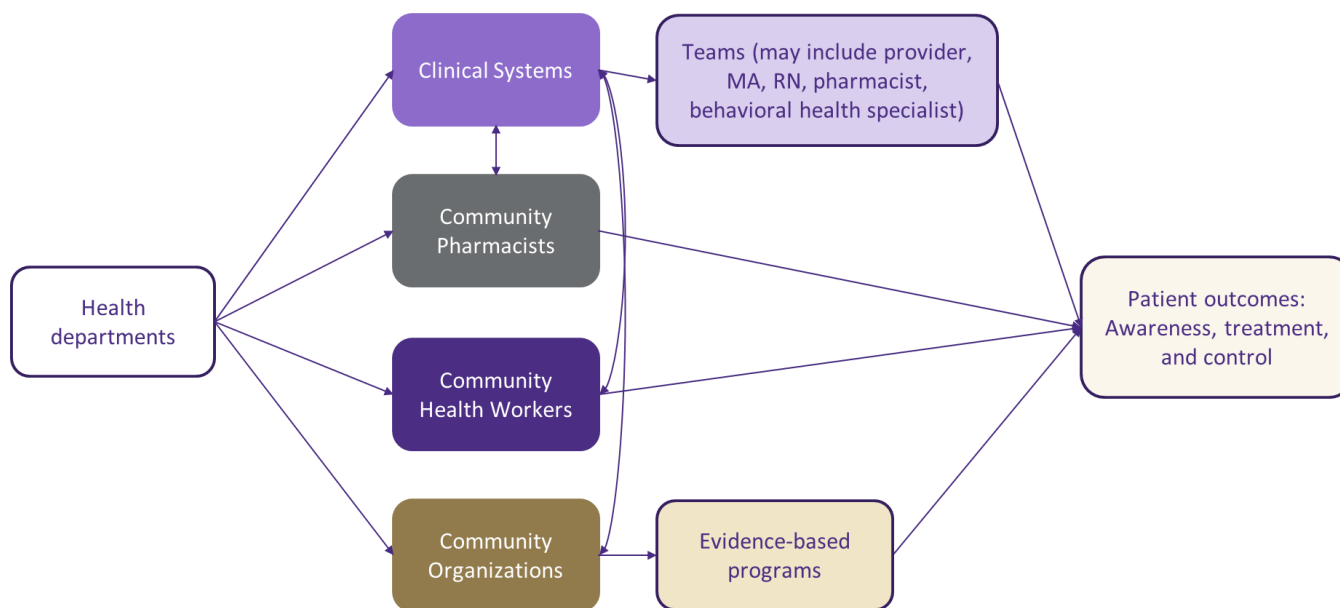 Clinical Systems
Teams (may include provider,
MA, RN, pharmacist,
behavioral health specialist)
Community
Pharmacists
Health
departments
Patient outcomes:
Awareness, treatment,
and control
Community
Health Workers
Community
Organizations
Evidence-based
programs